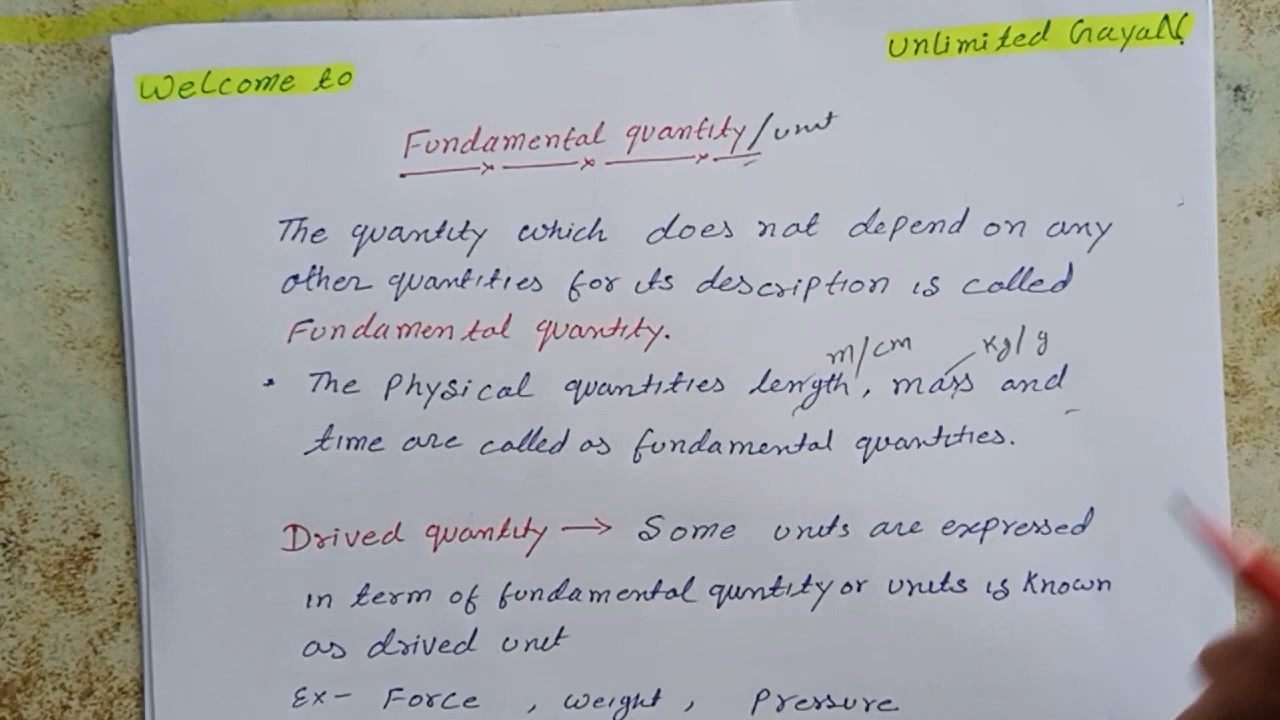 Welcome to
Unlimited Gayan
Fundamental quantity/unit
The quantity which does not depend on any
other quantities for its description is called
Fundamental quantity.
m/cm kg/g
• The Physical quantities length, mass and
time are called as fundamental quantities.
Drived quantity → Some units are expressed
in term of fundamental quntity or units is known
as drived unit
Ex- Force , weight , Pressure